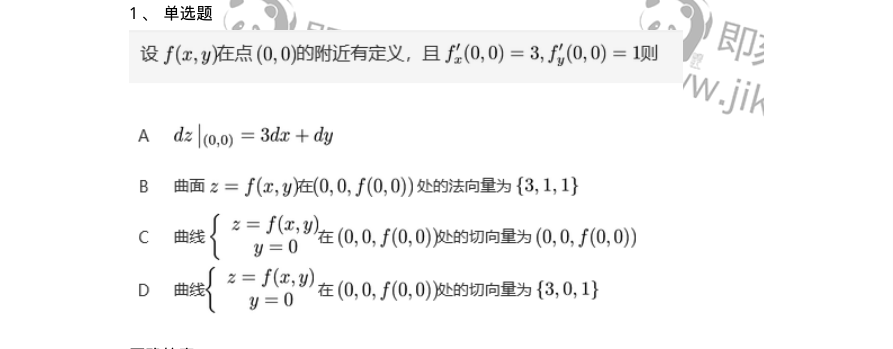 1、 单选题
设 f(x, y)在点 (0, 0)的附近有定义，且 f′ₓ(0, 0) = 3, f′ᵧ(0, 0) = 1则
A dz |₍₀,₀₎ = 3dx + dy
B 曲面 z = f(x, y)在(0, 0, f(0, 0)) 处的法向量为 {3, 1, 1}
C 曲线 { z = f(x, y) y = 0 在 (0, 0, f(0, 0))处的切向量为 (0, 0, f(0, 0))
D 曲线 { z = f(x, y) y = 0 在 (0, 0, f(0, 0))处的切向量为 {3, 0, 1}